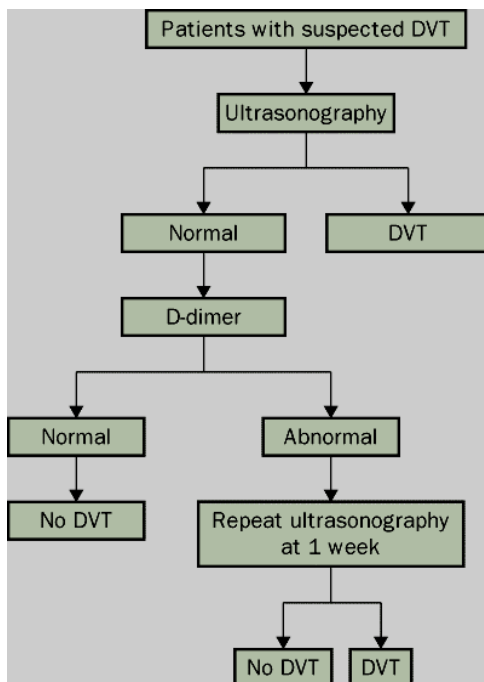 Patients with suspected DVT
Ultrasonography
Normal
DVT
D-dimer
Normal
Abnormal
No DVT
Repeat ultrasonography
at 1 week
No DVT
DVT